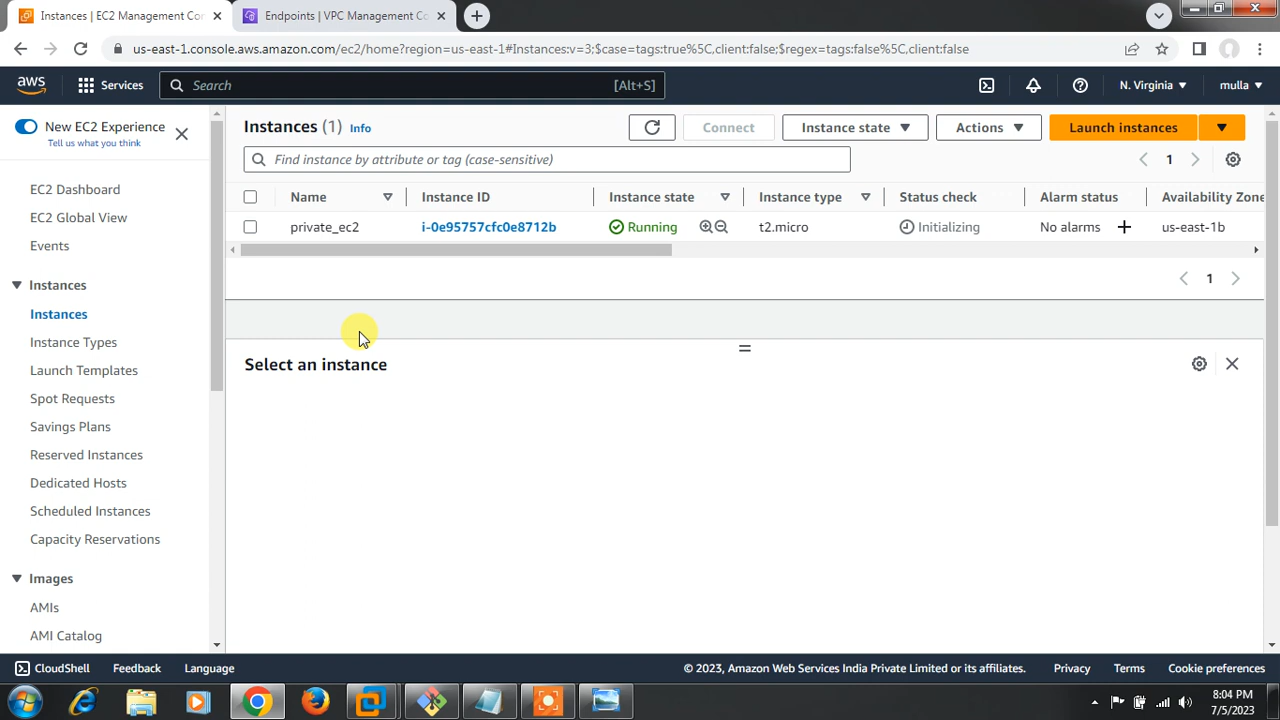 Instances | EC2 Management Con
Endpoints | VPC Management Co
us-east-1.console.aws.amazon.com/ec2/home?region=us-east-1#Instances:v=3;$case=tags:true%5C,client:false;$regex=tags:false%5C,client:false
aws
Services
Search
[Alt+S]
N. Virginia
mulla
New EC2 Experience
Tell us what you think
EC2 Dashboard
EC2 Global View
Events
Instances
Instances
Instance Types
Launch Templates
Spot Requests
Savings Plans
Reserved Instances
Dedicated Hosts
Scheduled Instances
Capacity Reservations
Images
AMIs
AMI Catalog
Instances (1) Info
Connect
Instance state
Actions
Launch instances
Find instance by attribute or tag (case-sensitive)
1
Name
Instance ID
Instance state
Instance type
Status check
Alarm status
Availability Zone
private_ec2
i-0e95757cfc0e8712b
Running
t2.micro
Initializing
No alarms
us-east-1b
1
Select an instance
CloudShell
Feedback
Language
© 2023, Amazon Web Services India Private Limited or its affiliates.
Privacy
Terms
Cookie preferences
8:04 PM
7/5/2023